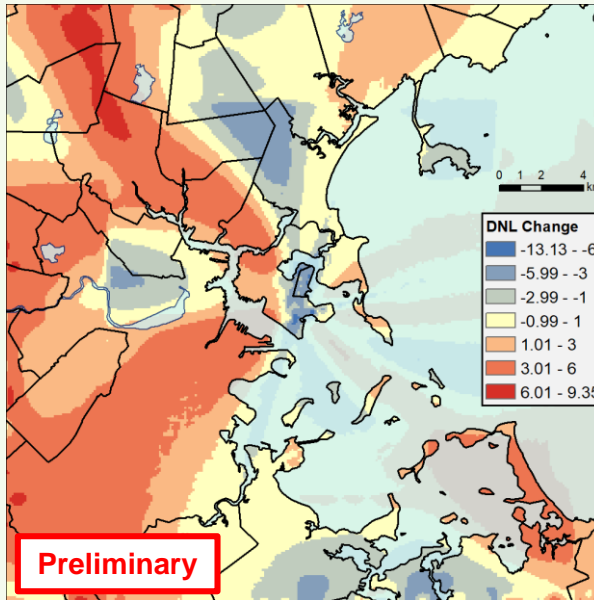 0 1 2 4
km
DNL Change
-13.13 - -6
-5.99 - -3
-2.99 - -1
-0.99 - 1
1.01 - 3
3.01 - 6
6.01 - 9.35
Preliminary